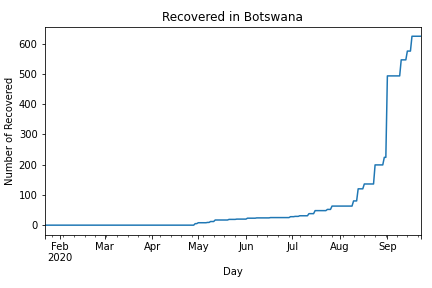 Recovered in Botswana
Number of Recovered
600
500
400
300
200
100
0
Feb Mar Apr May Jun Jul Aug Sep
2020
Day